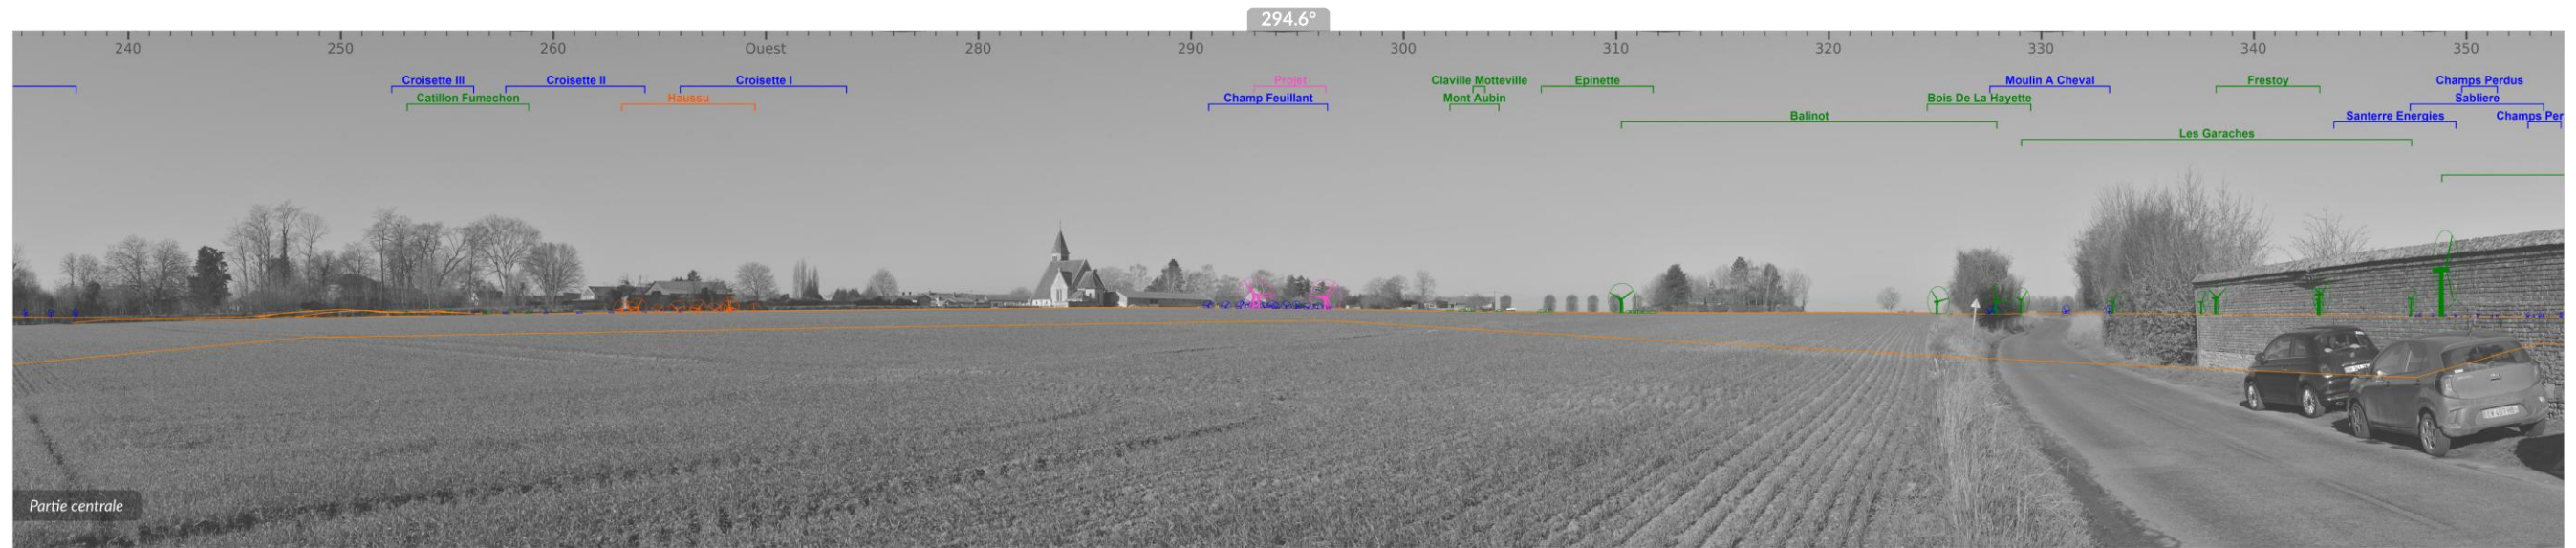 294.6°
240 250 260 Ouest 280 290 300 310 320 330 340 350
Croisette III Croisette II Croisette I Projet Claville Motteville Epinette Moulin A Cheval Frestoy Champs Perdus
Catillon Fumechon Haussu Champ Feuillant Mont Aubin Bois De La Hayette Sabliere
Balinot Santerre Energies Champs Per
Les Garaches
Partie centrale